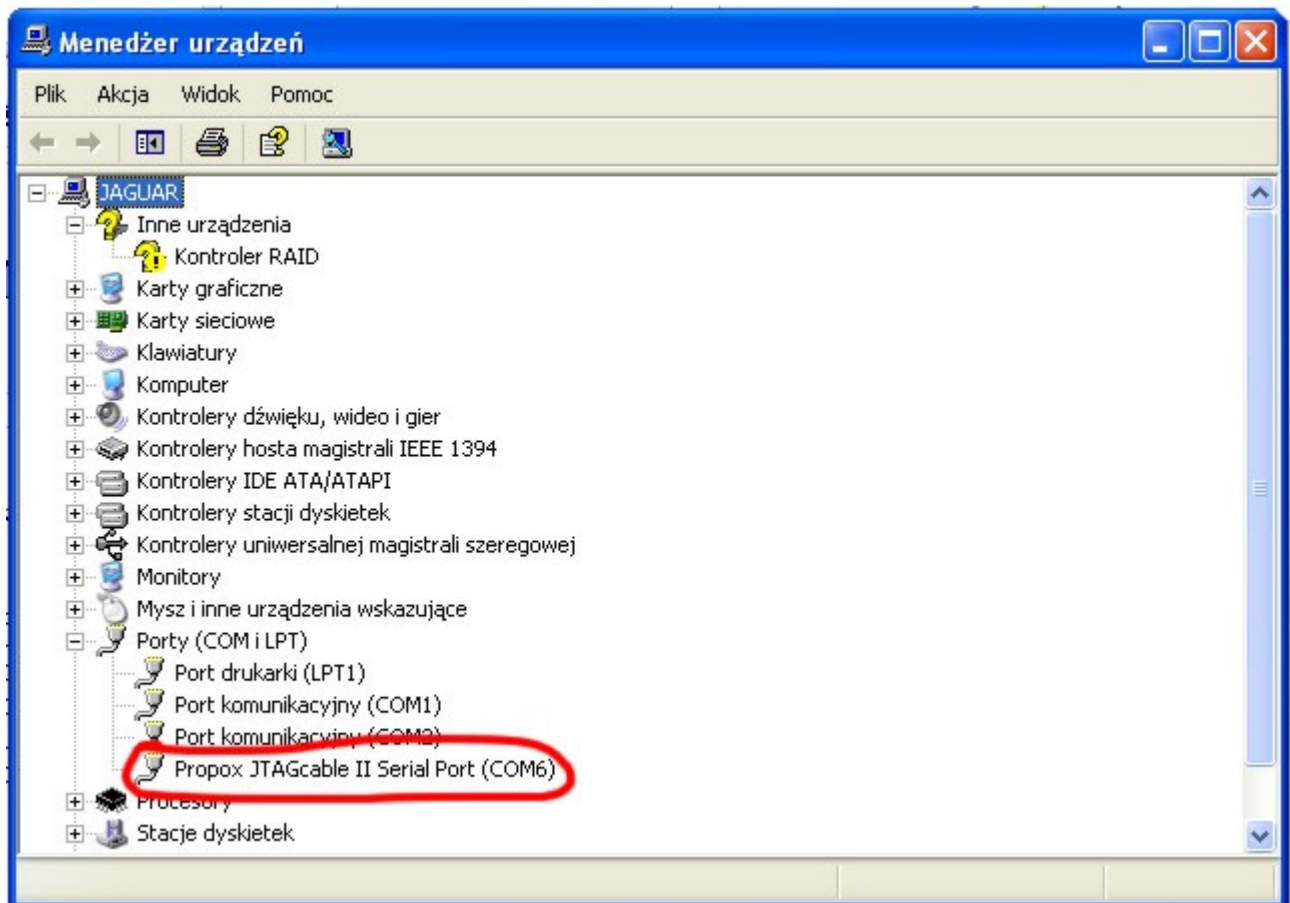 Menedżer urządzeń
Plik Akcja Widok Pomoc
JAGUAR
Inne urządzenia
Kontroler RAID
Karty graficzne
Karty sieciowe
Klawiatury
Komputer
Kontrolery dźwięku, wideo i gier
Kontrolery hosta magistrali IEEE 1394
Kontrolery IDE ATA/ATAPI
Kontrolery stacji dyskietek
Kontrolery uniwersalnej magistrali szeregowej
Monitory
Mysz i inne urządzenia wskazujące
Porty (COM i LPT)
Port drukarki (LPT1)
Port komunikacyjny (COM1)
Port komunikacyjny (COM2)
Propox JTAGcable II Serial Port (COM6)
Procesory
Stacje dyskietek